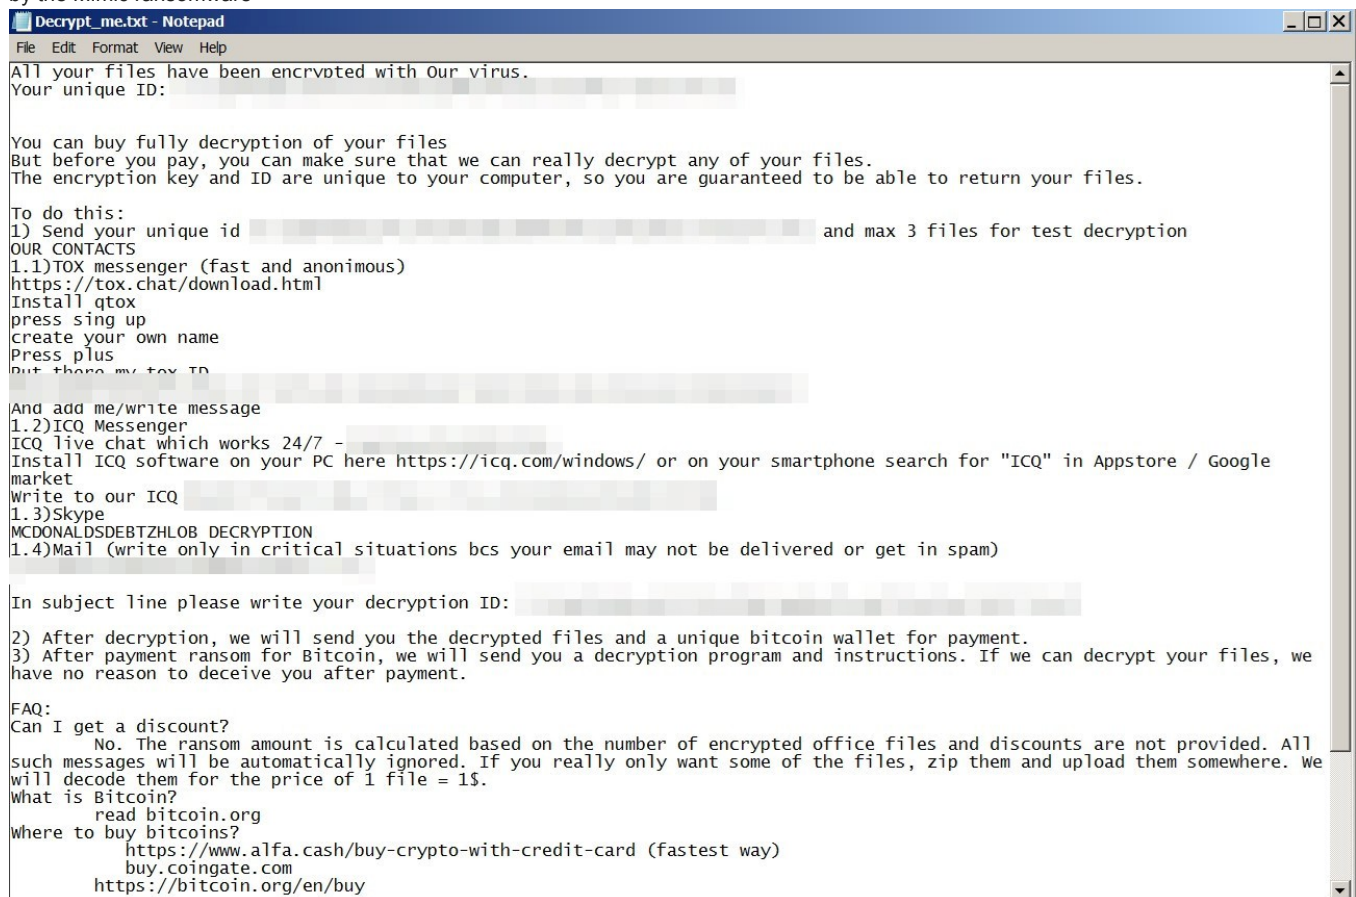 by the Mimic ransomware
Decrypt_me.txt - Notepad
File Edit Format View Help
All your files have been encrypted with Our virus.
Your unique ID:
You can buy fully decryption of your files
But before you pay, you can make sure that we can really decrypt any of your files.
The encryption key and ID are unique to your computer, so you are guaranteed to be able to return your files.
To do this:
1) Send your unique id and max 3 files for test decryption
OUR CONTACTS
1.1)TOX messenger (fast and anonimous)
https://tox.chat/download.html
Install qtox
press sing up
create your own name
Press plus
Put there my tox ID
And add me/write message
1.2)ICQ Messenger
ICQ live chat which works 24/7 -
Install ICQ software on your PC here https://icq.com/windows/ or on your smartphone search for "ICQ" in Appstore / Google
market
Write to our ICQ
1.3)Skype
MCDONALDSDEBTZHLOB DECRYPTION
1.4)Mail (write only in critical situations bcs your email may not be delivered or get in spam)
In subject line please write your decryption ID:
2) After decryption, we will send you the decrypted files and a unique bitcoin wallet for payment.
3) After payment ransom for Bitcoin, we will send you a decryption program and instructions. If we can decrypt your files, we
have no reason to deceive you after payment.
FAQ:
Can I get a discount?
No. The ransom amount is calculated based on the number of encrypted office files and discounts are not provided. All
such messages will be automatically ignored. If you really only want some of the files, zip them and upload them somewhere. We
will decode them for the price of 1 file = 1$.
What is Bitcoin?
read bitcoin.org
Where to buy bitcoins?
https://www.alfa.cash/buy-crypto-with-credit-card (fastest way)
buy.coingate.com
https://bitcoin.org/en/buy